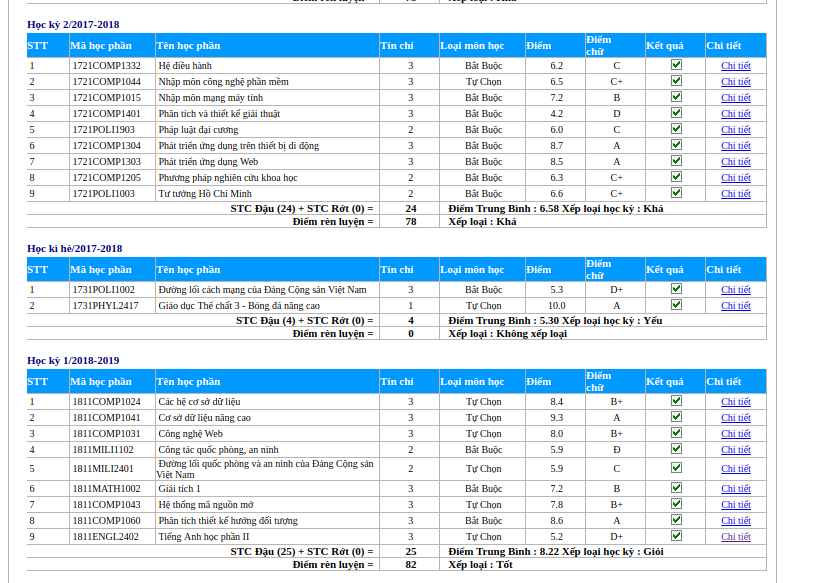 Điểm rèn luyện = Xếp loại : Khá
Học kỳ 2/2017-2018
STT Mã học phần Tên học phần Tín chỉ Loại môn học Điểm Điểm chữ Kết quả Chi tiết
1 1721COMP1332 Hệ điều hành 3 Bắt Buộc 6.2 C Chi tiết
2 1721COMP1044 Nhập môn công nghệ phần mềm 3 Tự Chọn 6.5 C+ Chi tiết
3 1721COMP1015 Nhập môn mạng máy tính 3 Bắt Buộc 7.2 B Chi tiết
4 1721COMP1401 Phân tích và thiết kế giải thuật 3 Bắt Buộc 4.2 D Chi tiết
5 1721POLI1903 Pháp luật đại cương 2 Bắt Buộc 6.0 C Chi tiết
6 1721COMP1304 Phát triển ứng dụng trên thiết bị di động 3 Bắt Buộc 8.7 A Chi tiết
7 1721COMP1303 Phát triển ứng dụng Web 3 Bắt Buộc 8.5 A Chi tiết
8 1721COMP1205 Phương pháp nghiên cứu khoa học 2 Bắt Buộc 6.3 C+ Chi tiết
9 1721POLI1003 Tư tưởng Hồ Chí Minh 2 Bắt Buộc 6.6 C+ Chi tiết
STC Đậu (24) + STC Rớt (0) = 24 Điểm Trung Bình : 6.58 Xếp loại học kỳ : Khá
Điểm rèn luyện = 78 Xếp loại : Khá
Học kì hè/2017-2018
STT Mã học phần Tên học phần Tín chỉ Loại môn học Điểm Điểm chữ Kết quả Chi tiết
1 1731POLI1002 Đường lối cách mạng của Đảng Cộng sản Việt Nam 3 Bắt Buộc 5.3 D+ Chi tiết
2 1731PHYL2417 Giáo dục Thể chất 3 - Bóng đá nâng cao 1 Tự Chọn 10.0 A Chi tiết
STC Đậu (4) + STC Rớt (0) = 4 Điểm Trung Bình : 5.30 Xếp loại học kỳ : Yếu
Điểm rèn luyện = 0 Xếp loại : Không xếp loại
Học kỳ 1/2018-2019
STT Mã học phần Tên học phần Tín chỉ Loại môn học Điểm Điểm chữ Kết quả Chi tiết
1 1811COMP1024 Các hệ cơ sở dữ liệu 3 Tự Chọn 8.4 B+ Chi tiết
2 1811COMP1041 Cơ sở dữ liệu nâng cao 3 Tự Chọn 9.3 A Chi tiết
3 1811COMP1031 Công nghệ Web 3 Tự Chọn 8.0 B+ Chi tiết
4 1811MILI1102 Công tác quốc phòng, an ninh 2 Bắt Buộc 5.9 Đ Chi tiết
5 1811MILI2401 Đường lối quốc phòng và an ninh của Đảng Cộng sản Việt Nam 2 Tự Chọn 5.9 C Chi tiết
6 1811MATH1002 Giải tích 1 3 Bắt Buộc 7.2 B Chi tiết
7 1811COMP1043 Hệ thống mã nguồn mở 3 Tự Chọn 7.8 B+ Chi tiết
8 1811COMP1060 Phân tích thiết kế hướng đối tượng 3 Bắt Buộc 8.6 A Chi tiết
9 1811ENGL2402 Tiếng Anh học phần II 3 Tự Chọn 5.2 D+ Chi tiết
STC Đậu (25) + STC Rớt (0) = 25 Điểm Trung Bình : 8.22 Xếp loại học kỳ : Giỏi
Điểm rèn luyện = 82 Xếp loại : Tốt